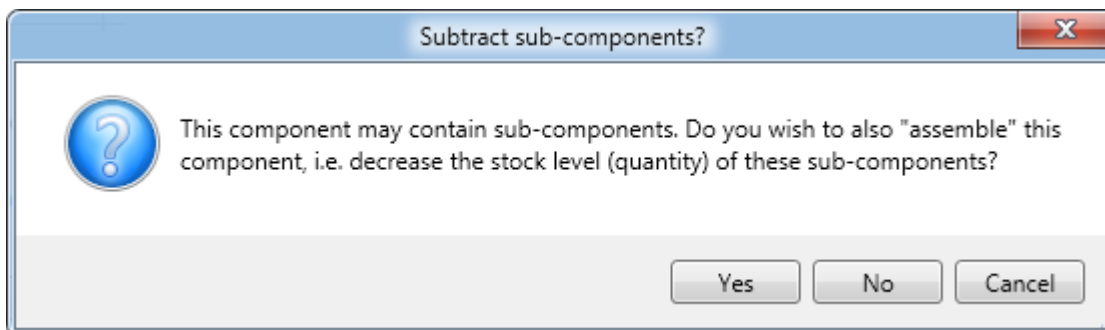 Subtract sub-components?
This component may contain sub-components. Do you wish to also "assemble" this
component, i.e. decrease the stock level (quantity) of these sub-components?
Yes
No
Cancel